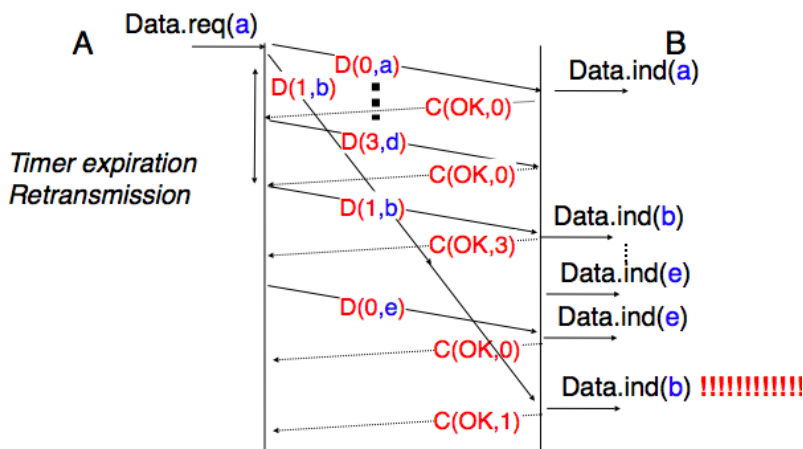 A
Data.req(a)
B
D(0,a)
Data.ind(a)
D(1,b)
C(OK,0)
D(3,d)
Timer expiration
Retransmission
C(OK,0)
D(1,b)
Data.ind(b)
C(OK,3)
Data.ind(e)
D(0,e)
Data.ind(e)
C(OK,0)
Data.ind(b) !!!!!!!!!!!!
C(OK,1)